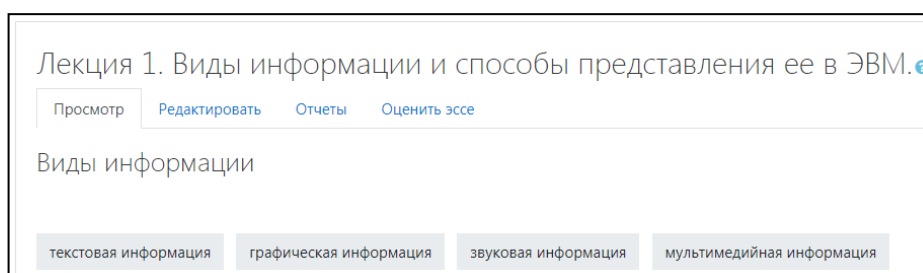 Лекция 1. Виды информации и способы представления ее в ЭВМ.
Просмотр Редактировать Отчеты Оценить эссе
Виды информации
текстовая информация графическая информация звуковая информация мультимедийная информация